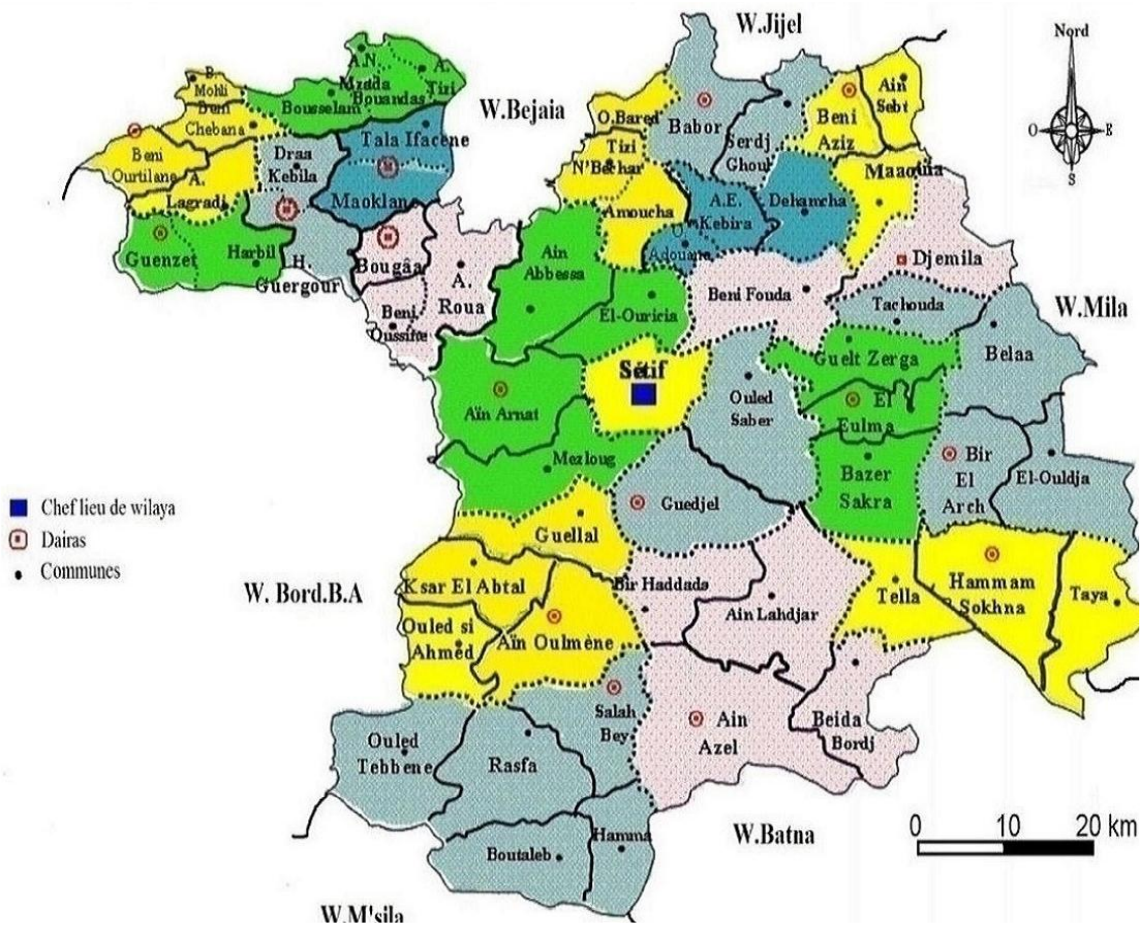 W.Jijel
Nord
O
E
S
A.N.
Mzada
A.
Tizi
Bouandas
Bousselam
B.
Mohli
Beni
Chebana
W.Bejaia
Tala Ifacene
O.Bared
Babor
Serdj
Ghoul
Beni
Aziz
Ain
Sebt
Beni
Ourtilane
Draa
Kebila
A.
Lagradj
Maoklane
Tizi
N'Bechar
Maaouia
Amoucha
A.E.
Kebira
Dehamcha
O.
Adouane
Guenzet
Harbil
H.
Guergour
Bougâa
A.
Roua
Ain
Abbessa
Beni Fouda
Djemila
Beni
Oussine
El-Ouricia
Tachouda
W.Mila
Belaa
Sétif
Guelt Zerga
Aïn Arnat
Ouled
Saber
El
Eulma
Mezloug
Bazer
Sakra
Bir
El
Arch
El-Ouldja
Chef lieu de wilaya
Dairas
Communes
Guedjel
Guellal
W. Bord.B.A
Ksar El Abtal
Bir Haddada
Ain Lahdjar
Tella
Hammam
Sokhna
Taya
Ouled si
Ahmed
Aïn Oulmène
Salah
Bey
Ain
Azel
Beida
Bordj
Ouled
Tebbene
Rasfa
Boutaleb
Hamma
W.Batna
0 10 20 km
W.M'sila